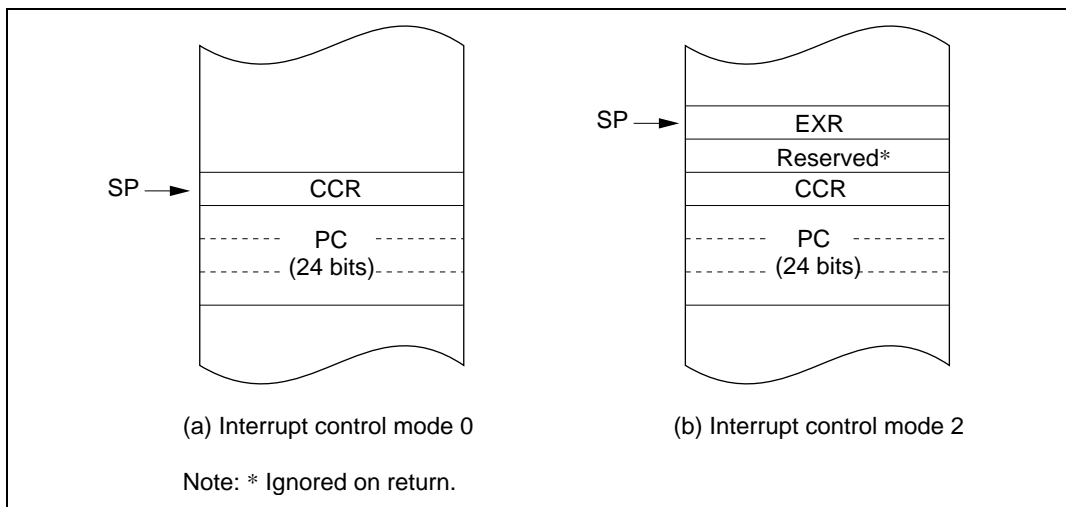 SP
CCR
PC
(24 bits)
(a) Interrupt control mode 0
SP
EXR
Reserved*
CCR
PC
(24 bits)
(b) Interrupt control mode 2
Note: * Ignored on return.